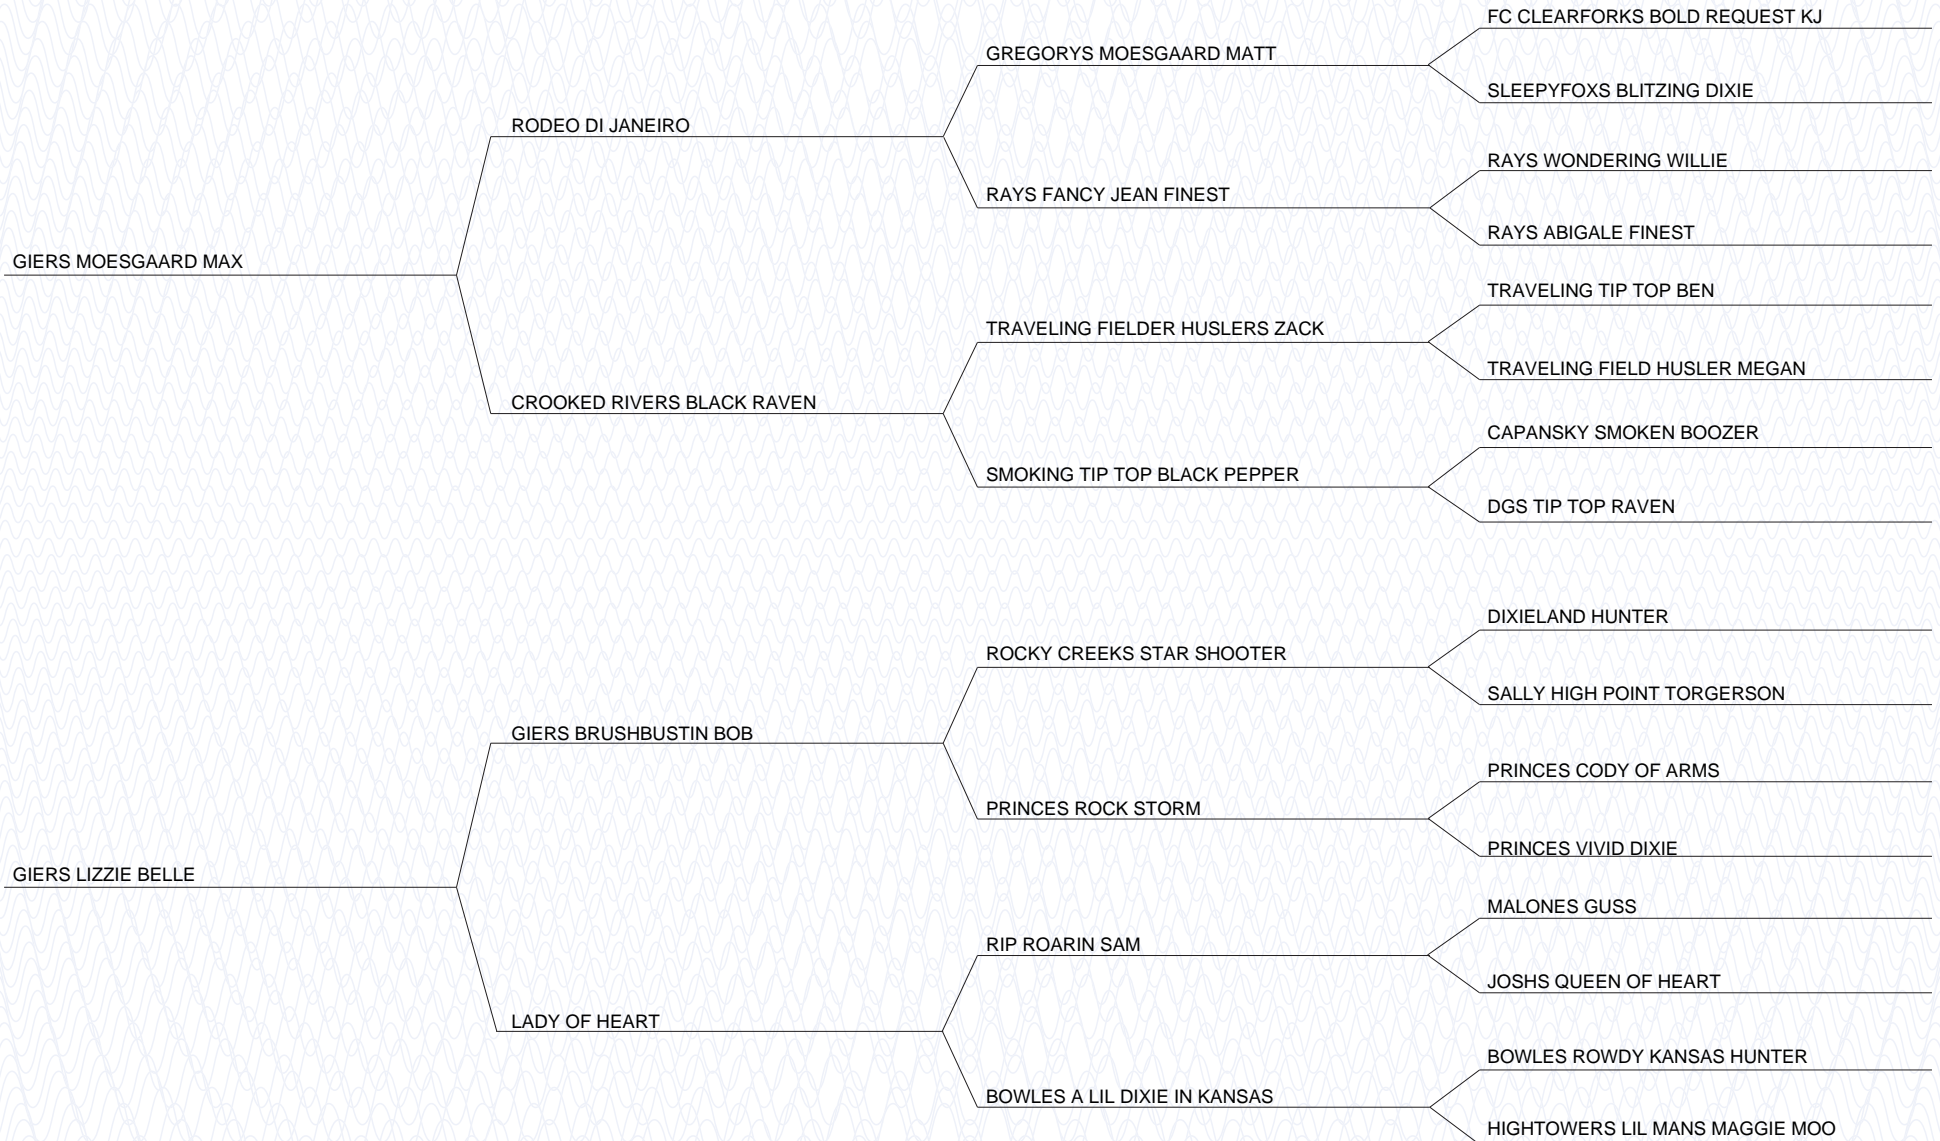 FC CLEARFORKS BOLD REQUEST KJ
GREGORYS MOESGAARD MATT
SLEEPYFOXS BLITZING DIXIE
RODEO DI JANEIRO
RAYS WONDERING WILLIE
RAYS FANCY JEAN FINEST
RAYS ABIGALE FINEST
GIERS MOESGAARD MAX
TRAVELING TIP TOP BEN
TRAVELING FIELDER HUSLERS ZACK
TRAVELING FIELD HUSLER MEGAN
CROOKED RIVERS BLACK RAVEN
CAPANSKY SMOKEN BOOZER
SMOKING TIP TOP BLACK PEPPER
DGS TIP TOP RAVEN
DIXIELAND HUNTER
ROCKY CREEKS STAR SHOOTER
SALLY HIGH POINT TORGERSON
GIERS BRUSHBUSTIN BOB
PRINCES CODY OF ARMS
PRINCES ROCK STORM
PRINCES VIVID DIXIE
GIERS LIZZIE BELLE
MALONES GUSS
RIP ROARIN SAM
JOSHS QUEEN OF HEART
LADY OF HEART
BOWLES ROWDY KANSAS HUNTER
BOWLES A LIL DIXIE IN KANSAS
HIGHTOWERS LIL MANS MAGGIE MOO